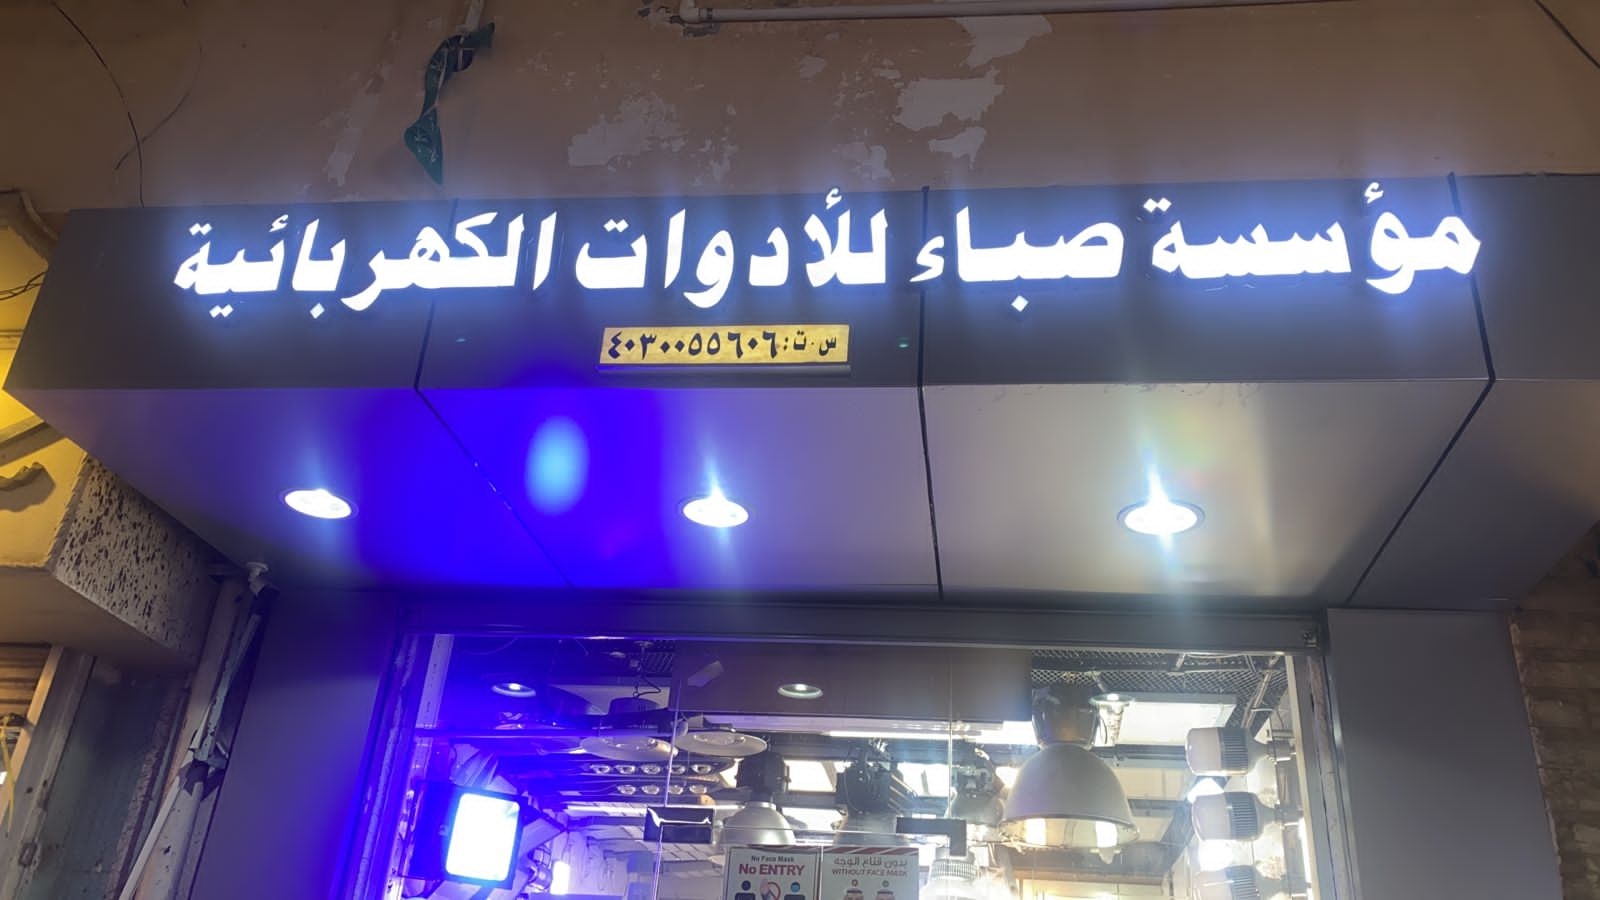 مؤسسة صباء للأدوات الكهربائية
س.ت: ٤٠٣٠٠٥٥٦٠٦
No Face Mask
No ENTRY
بدون قناع الوجه
WITHOUT FACE MASK